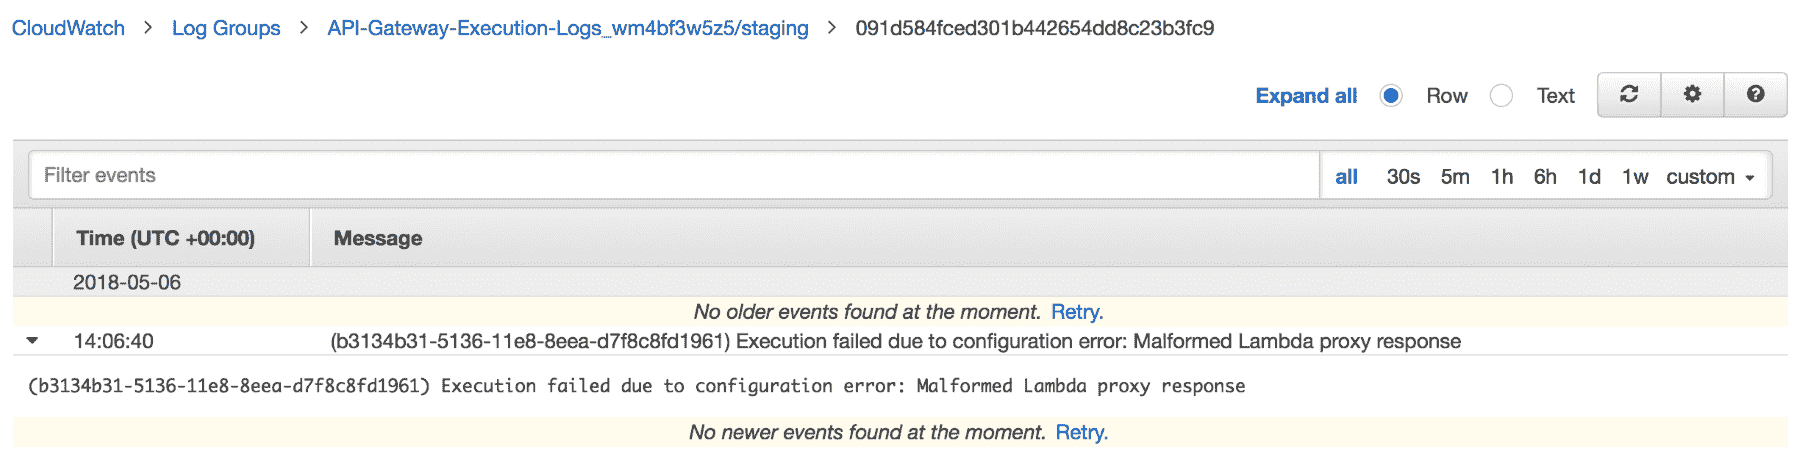 CloudWatch > Log Groups > API-Gateway-Execution-Logs_wm4bf3w5z5/staging > 091d584fced301b442654dd8c23b3fc9
Expand all Row Text
Filter events all 30s 5m 1h 6h 1d 1w custom
Time (UTC +00:00) Message
2018-05-06
No older events found at the moment. Retry.
14:06:40 (b3134b31-5136-11e8-8eea-d7f8c8fd1961) Execution failed due to configuration error: Malformed Lambda proxy response
(b3134b31-5136-11e8-8eea-d7f8c8fd1961) Execution failed due to configuration error: Malformed Lambda proxy response
No newer events found at the moment. Retry.